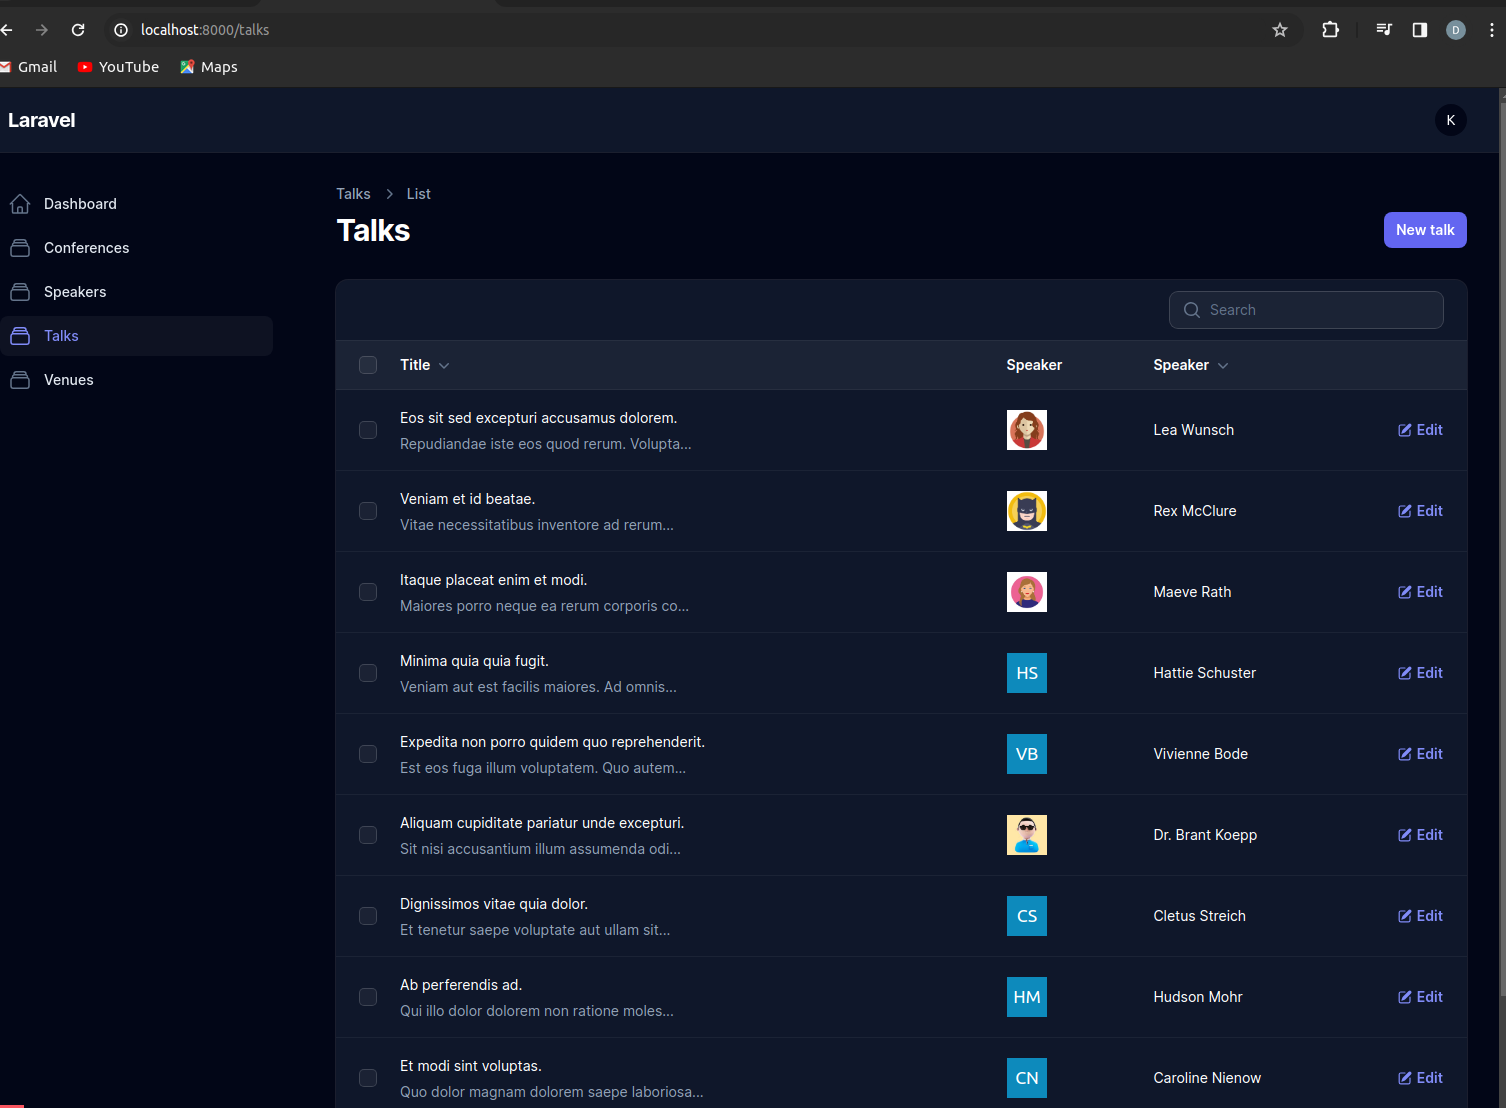 localhost:8000/talks
D
Gmail YouTube Maps
Laravel
K
Dashboard
Conferences
Speakers
Talks
Venues
Talks List
Talks
New talk
Search
Title Speaker Speaker
Eos sit sed excepturi accusamus dolorem.
Repudiandae iste eos quod rerum. Volupta...
Lea Wunsch Edit
Veniam et id beatae.
Vitae necessitatibus inventore ad rerum...
Rex McClure Edit
Itaque placeat enim et modi.
Maiores porro neque ea rerum corporis co...
Maeve Rath Edit
Minima quia quia fugit.
Veniam aut est facilis maiores. Ad omnis...
HS Hattie Schuster Edit
Expedita non porro quidem quo reprehenderit.
Est eos fuga illum voluptatem. Quo autem...
VB Vivienne Bode Edit
Aliquam cupiditate pariatur unde excepturi.
Sit nisi accusantium illum assumenda odi...
Dr. Brant Koepp Edit
Dignissimos vitae quia dolor.
Et tenetur saepe voluptate aut ullam sit...
CS Cletus Streich Edit
Ab perferendis ad.
Qui illo dolor dolorem non ratione moles...
HM Hudson Mohr Edit
Et modi sint voluptas.
Quo dolor magnam dolorem saepe laboriosa...
CN Caroline Nienow Edit